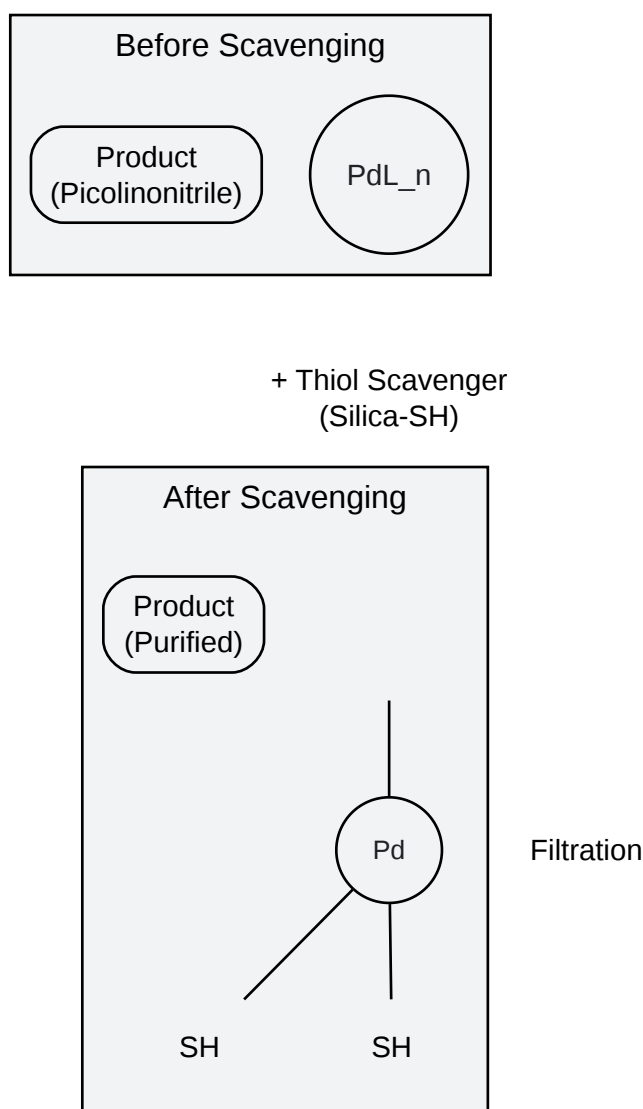 Before Scavenging
Product
(Picolinonitrile)
PdL_n
+ Thiol Scavenger
(Silica-SH)
After Scavenging
Product
(Purified)
Pd
Filtration
SH
SH